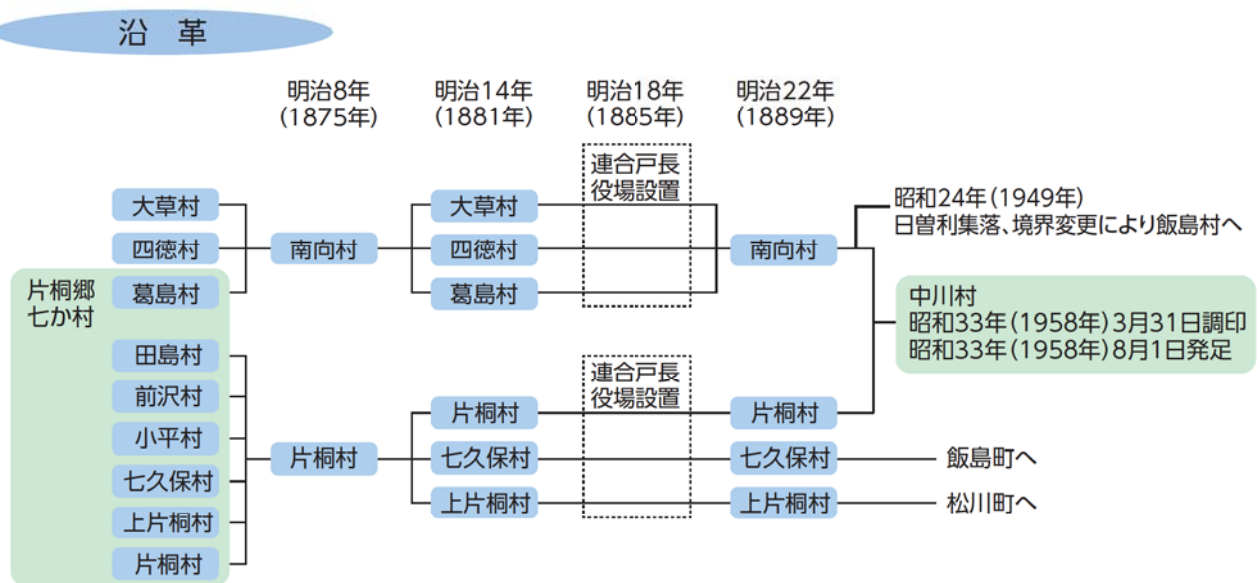 沿革
明治8年
(1875年)
明治14年
(1881年)
明治18年
(1885年)
明治22年
(1889年)
連合戸長
役場設置
大草村
四徳村
片桐郷
七か村
葛島村
南向村
大草村
四徳村
葛島村
南向村
昭和24年(1949年)
日曽利集落、境界変更により飯島村へ
中川村
昭和33年(1958年)3月31日調印
昭和33年(1958年)8月1日発足
田島村
前沢村
小平村
七久保村
上片桐村
片桐村
片桐村
連合戸長
役場設置
片桐村
七久保村
上片桐村
片桐村
七久保村
上片桐村
飯島町へ
松川町へ